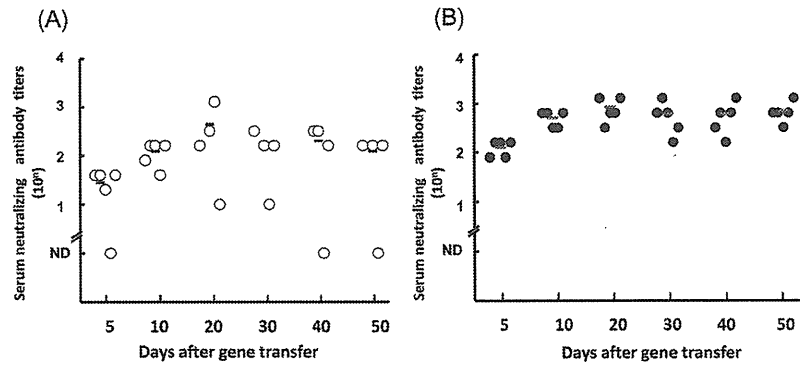 (A)
Serum neutralizing antibody titers
(10ⁿ)
4
3
2
1
ND
5 10 20 30 40 50
Days after gene transfer
(B)
Serum neutralizing antibody titers
(10ⁿ)
4
3
2
1
ND
5 10 20 30 40 50
Days after gene transfer